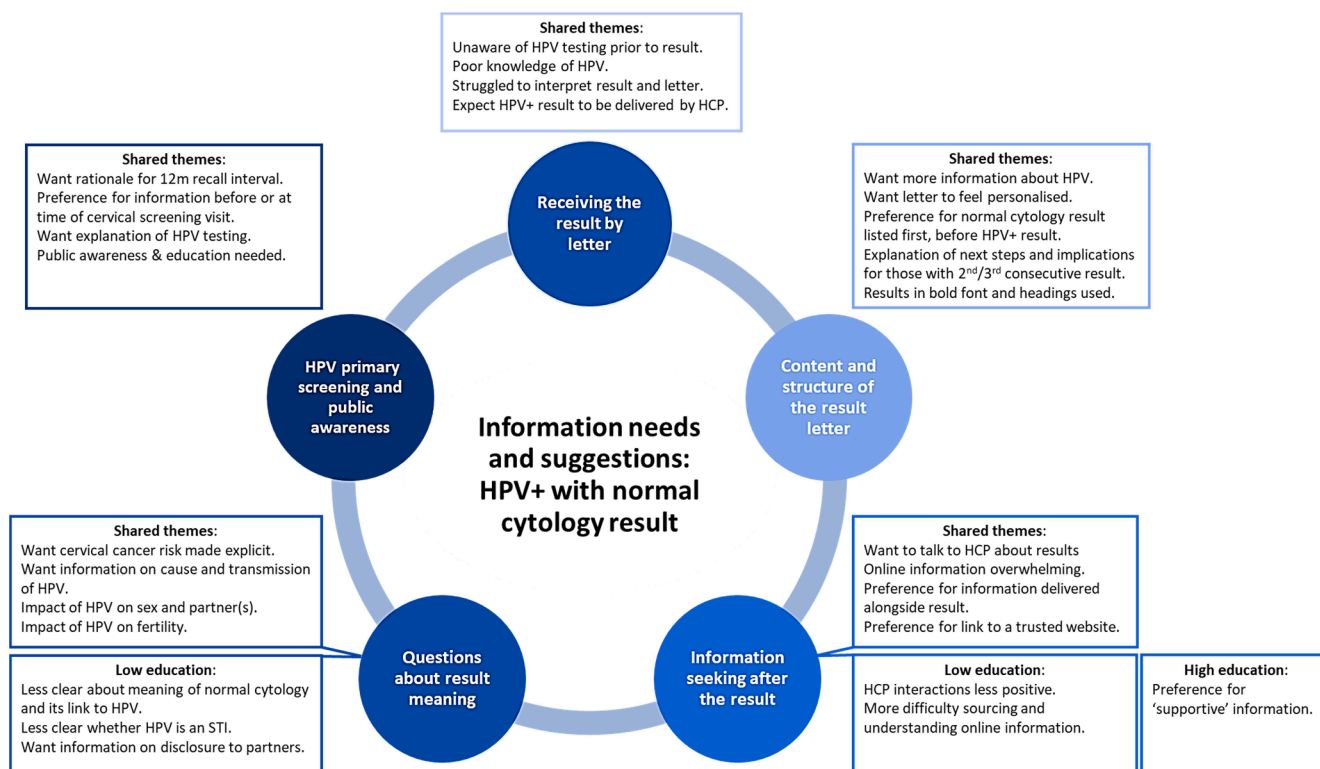 Shared themes:
Unaware of HPV testing prior to result.
Poor knowledge of HPV.
Struggled to interpret result and letter.
Expect HPV+ result to be delivered by HCP.
Shared themes:
Want rationale for 12m recall interval.
Preference for information before or at
time of cervical screening visit.
Want explanation of HPV testing.
Public awareness & education needed.
Receiving the
result by
letter
Shared themes:
Want more information about HPV.
Want letter to feel personalised.
Preference for normal cytology result
listed first, before HPV+ result.
Explanation of next steps and implications
for those with 2nd/3rd consecutive result.
Results in bold font and headings used.
HPV primary
screening and
public
awareness
Content and
structure of
the result
letter
Information needs
and suggestions:
HPV+ with normal
cytology result
Shared themes:
Want cervical cancer risk made explicit.
Want information on cause and transmission
of HPV.
Impact of HPV on sex and partner(s).
Impact of HPV on fertility.
Low education:
Less clear about meaning of normal cytology
and its link to HPV.
Less clear whether HPV is an STI.
Want information on disclosure to partners.
Questions
about result
meaning
Information
seeking after
the result
Shared themes:
Want to talk to HCP about results
Online information overwhelming.
Preference for information delivered
alongside result.
Preference for link to a trusted website.
Low education:
HCP interactions less positive.
More difficulty sourcing and
understanding online information.
High education:
Preference for
‘supportive’ information.